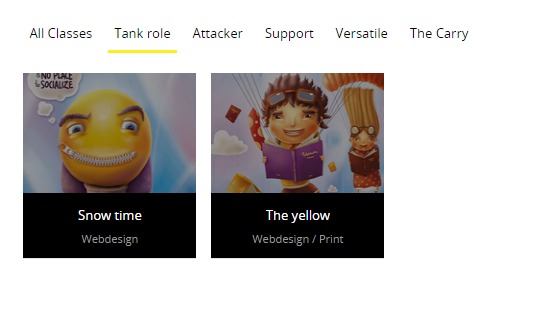 All Classes Tank role Attacker Support Versatile The Carry
NO PLACE
SOCIALIZE
Snow time
The yellow
Webdesign
Webdesign / Print